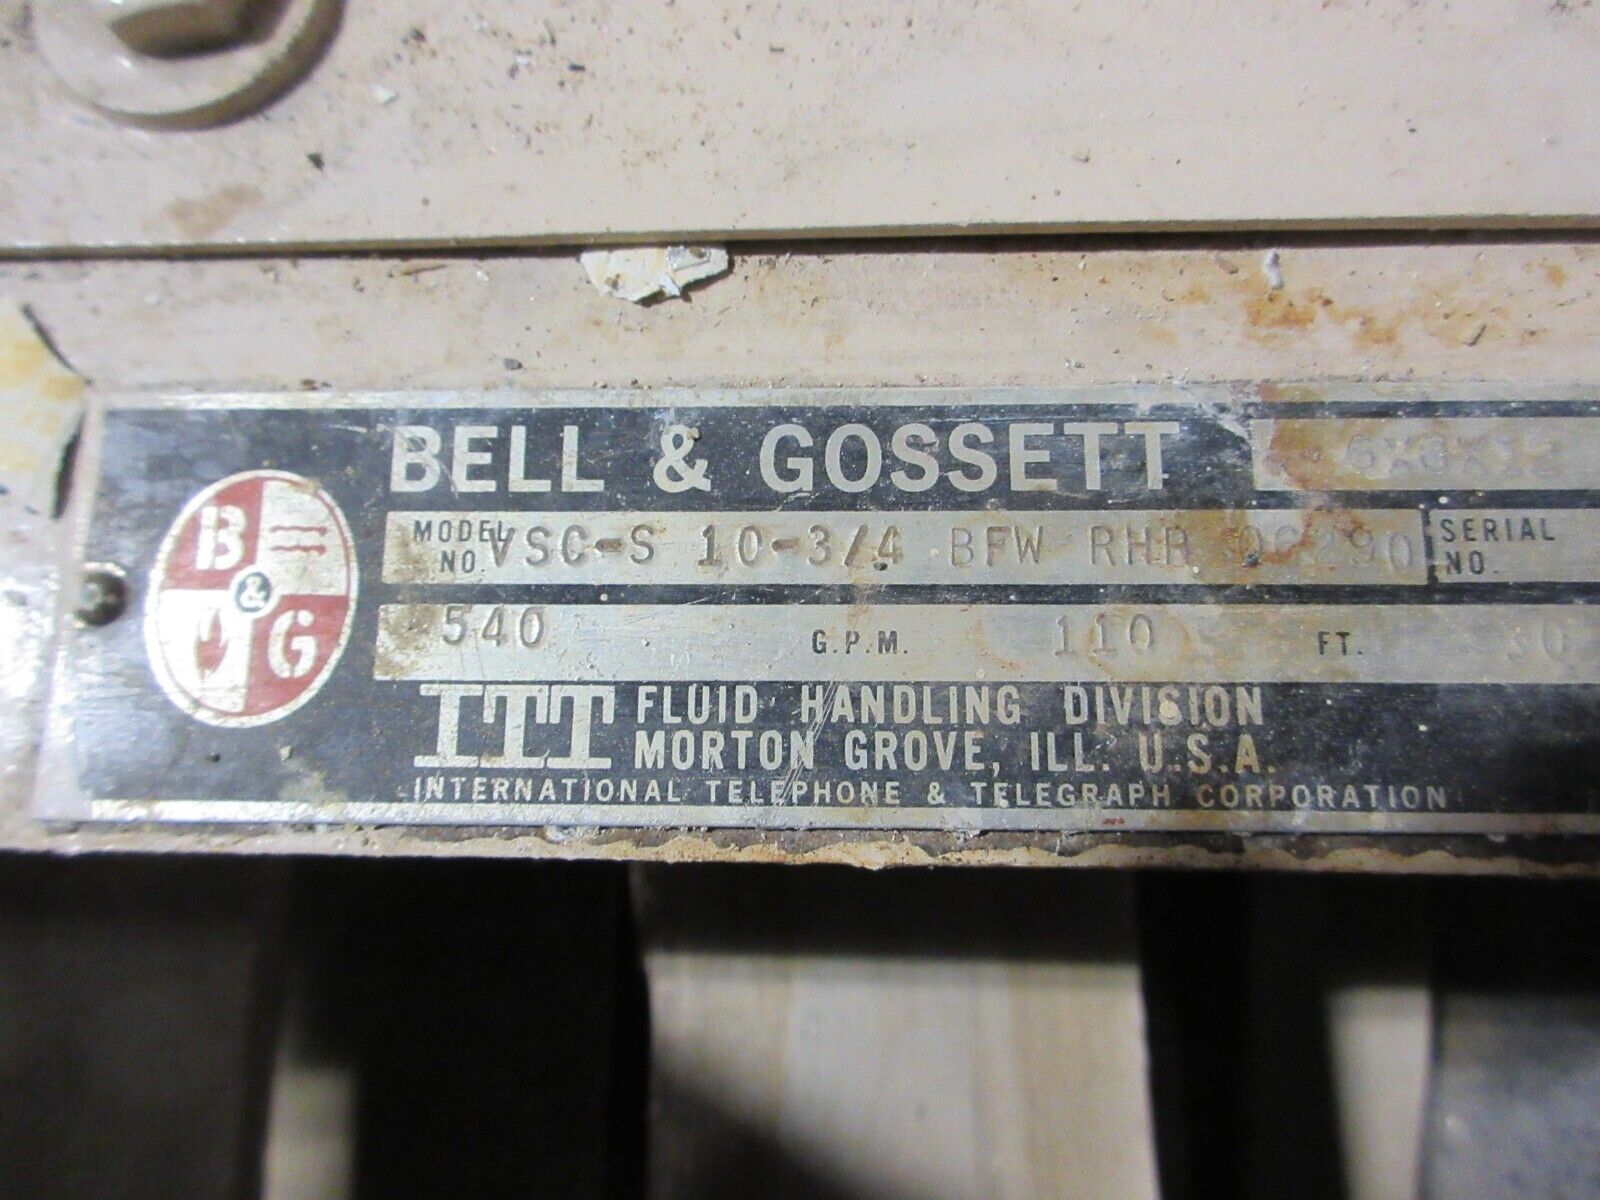 BELL & GOSSETT
MODEL NO. VSC-S 10-3/4 BFW RHR
SERIAL NO.
540 G.P.M. 110 FT.
B & G
ITT FLUID HANDLING DIVISION
MORTON GROVE, ILL. U.S.A.
INTERNATIONAL TELEPHONE & TELEGRAPH CORPORATION